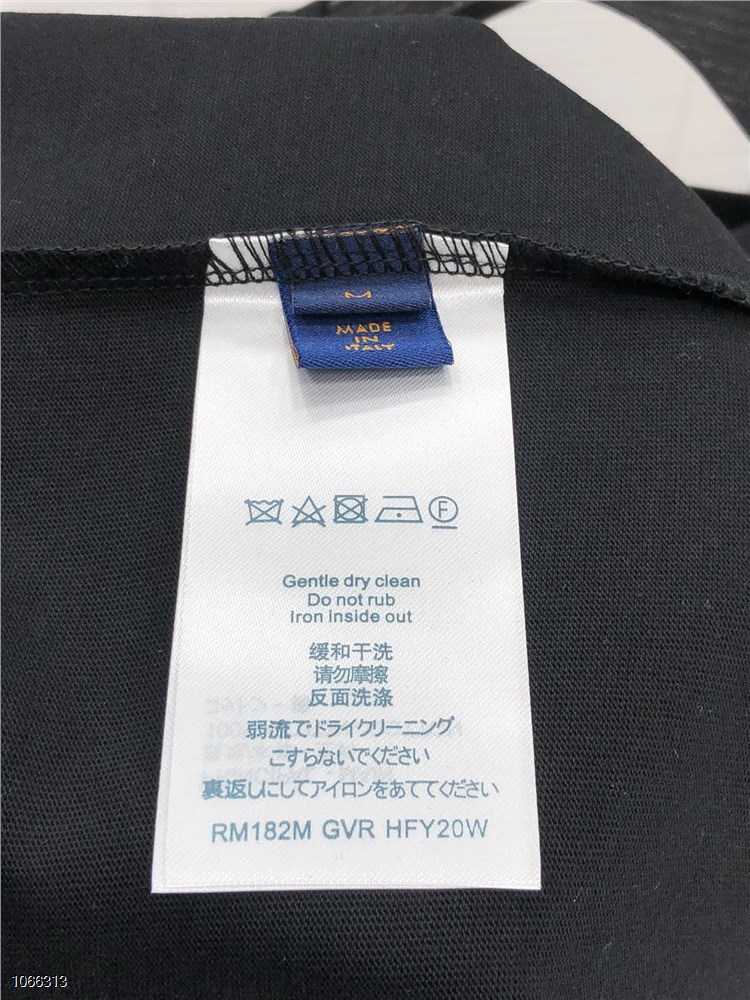 M
MADE
IN
ITALY
F
Gentle dry clean
Do not rub
Iron inside out
缓和干洗
请勿摩擦
反面洗涤
弱流でドライクリーニング
こすらないでください
裏返しにしてアイロンをあててください
RM182M GVR HFY20W
1066313